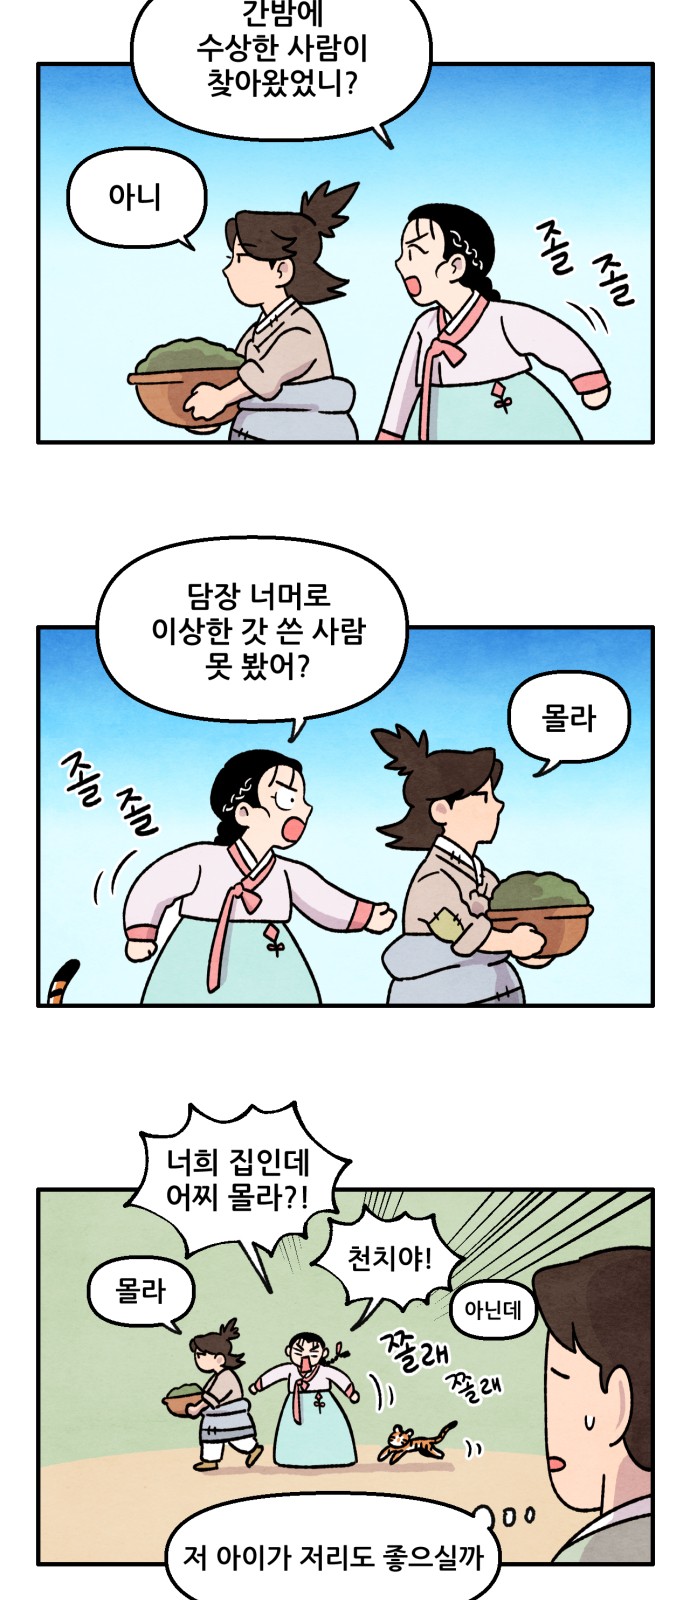 간밤에
수상한 사람이
찾아왔었니?
아니
졸
졸
담장 너머로
이상한 갓 쓴 사람
못 봤어?
몰라
졸
졸
너희 집인데
어찌 몰라?!
천치야!
몰라
아닌데
쫄래
쫄래
저 아이가 저리도 좋으실까